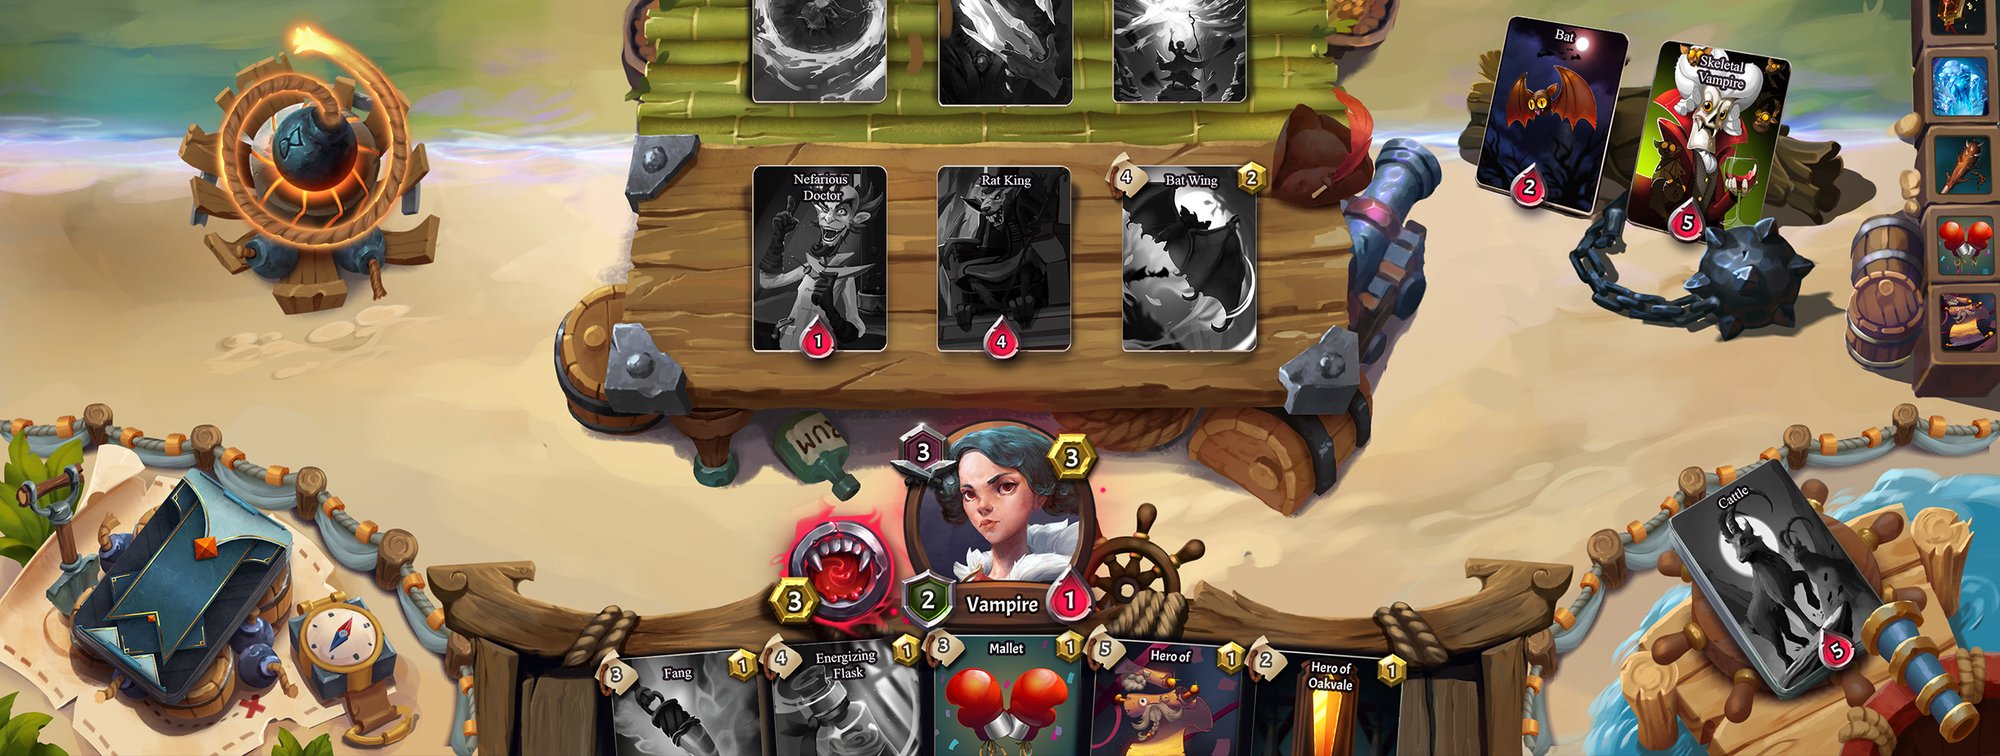 Bat
2
Skeletal
Vampire
5
Nefarious
Doctor
1
Rat King
4
4
Bat Wing
2
RUM
3
3
3
2
Vampire
1
Cattle
5
3
Fang
1
4
Energizing
Flask
1
3
Mallet
1
5
Hero of
1
2
Hero of
Oakvale
1